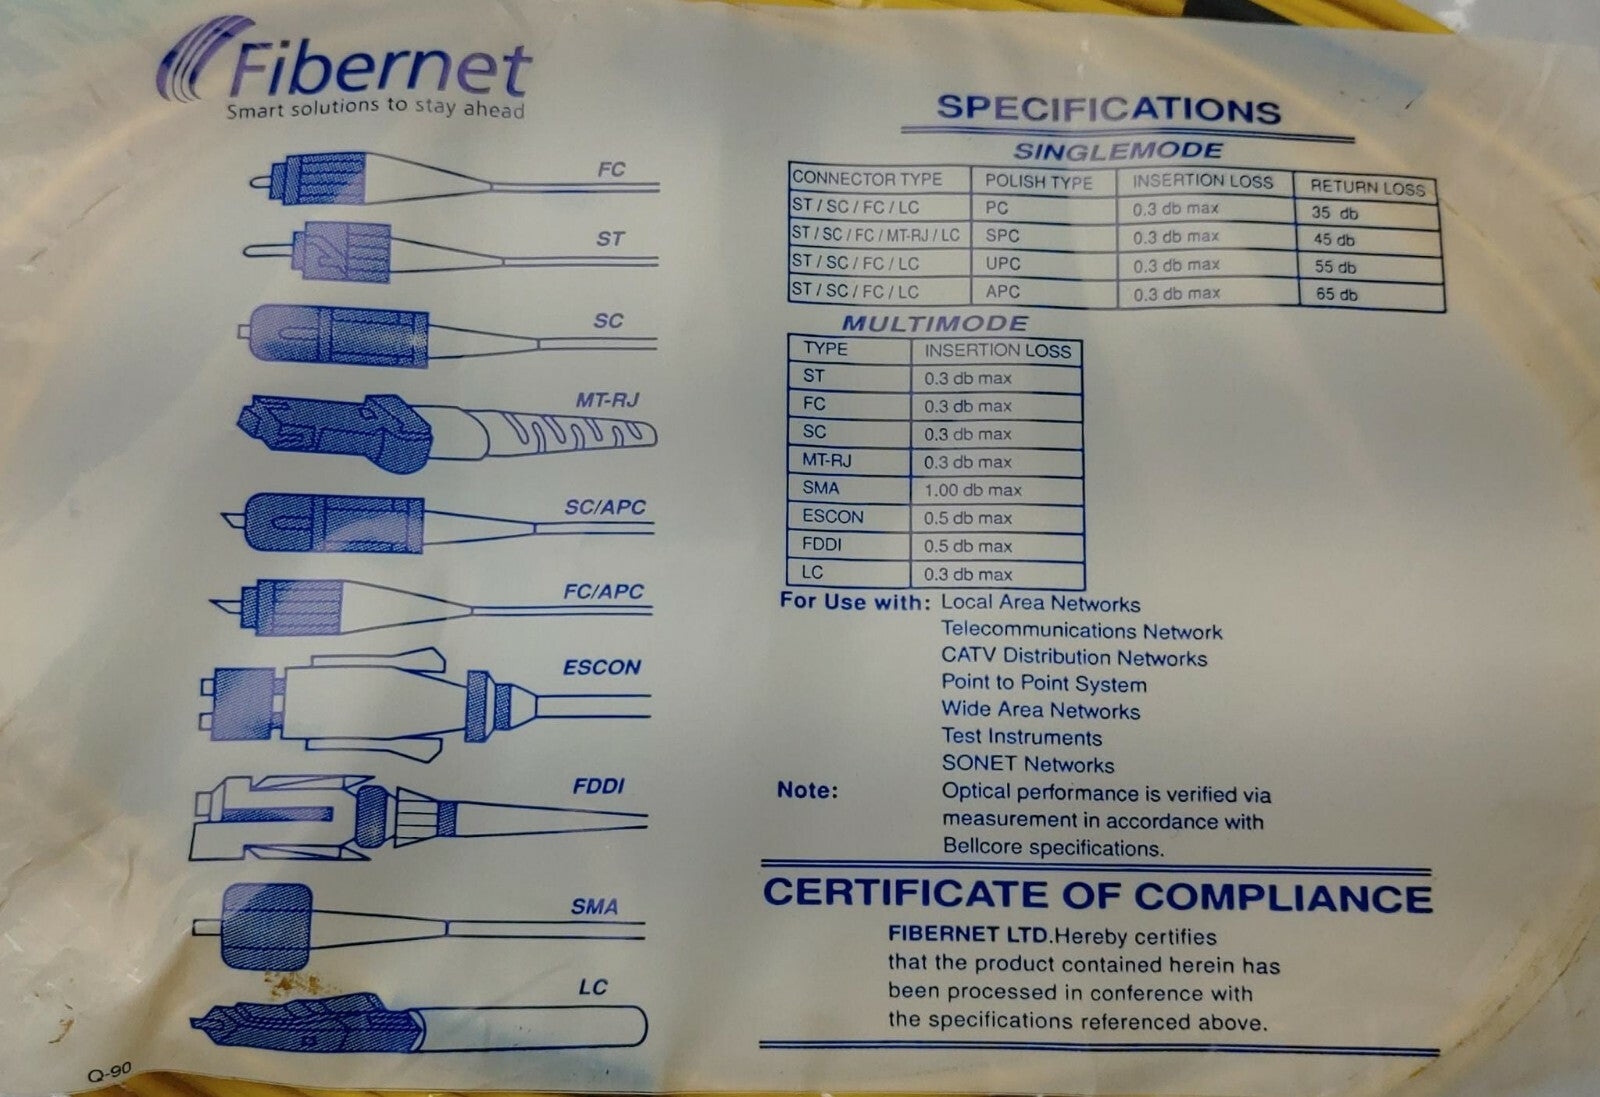 Fibernet
Smart solutions to stay ahead
FC
ST
SC
MT-RJ
SC/APC
FC/APC
ESCON
FDDI
SMA
LC
Q-90
SPECIFICATIONS
SINGLEMODE
CONNECTOR TYPE POLISH TYPE INSERTION LOSS RETURN LOSS
ST / SC / FC / LC PC 0.3 db max 35 db
ST / SC / FC / MT-RJ / LC SPC 0.3 db max 45 db
ST / SC / FC / LC UPC 0.3 db max 55 db
ST / SC / FC / LC APC 0.3 db max 65 db
MULTIMODE
TYPE INSERTION LOSS
ST 0.3 db max
FC 0.3 db max
SC 0.3 db max
MT-RJ 0.3 db max
SMA 1.00 db max
ESCON 0.5 db max
FDDI 0.5 db max
LC 0.3 db max
For Use with: Local Area Networks
Telecommunications Network
CATV Distribution Networks
Point to Point System
Wide Area Networks
Test Instruments
SONET Networks
Note: Optical performance is verified via
measurement in accordance with
Bellcore specifications.
CERTIFICATE OF COMPLIANCE
FIBERNET LTD.Hereby certifies
that the product contained herein has
been processed in conference with
the specifications referenced above.